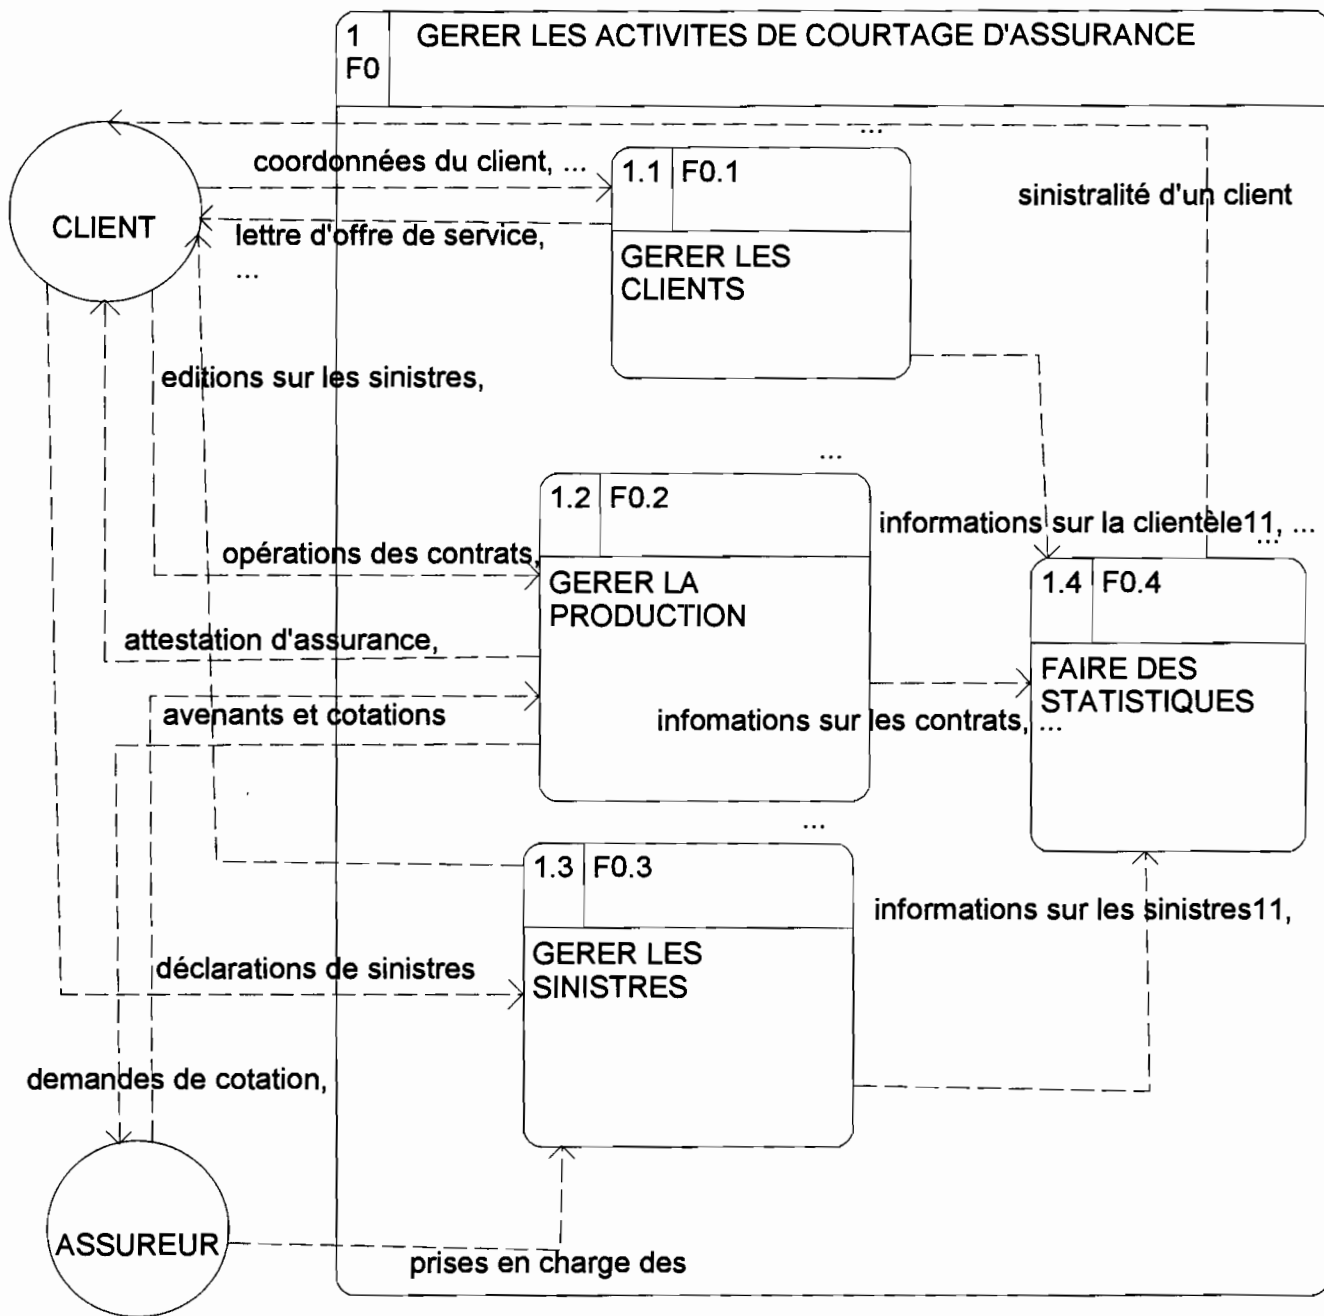 1
F0
GERER LES ACTIVITES DE COURTAGE D'ASSURANCE
...
coordonnées du client, ...
1.1 F0.1
sinistralité d'un client
CLIENT
lettre d'offre de service,
...
GERER LES
CLIENTS
editions sur les sinistres,
...
1.2 F0.2
informations sur la clientèle11, ...
...
opérations des contrats,
GERER LA
PRODUCTION
1.4 F0.4
attestation d'assurance,
FAIRE DES
STATISTIQUES
avenants et cotations
infomations sur les contrats, ...
...
1.3 F0.3
informations sur les sinistres11,
GERER LES
SINISTRES
déclarations de sinistres
demandes de cotation,
ASSUREUR
prises en charge des